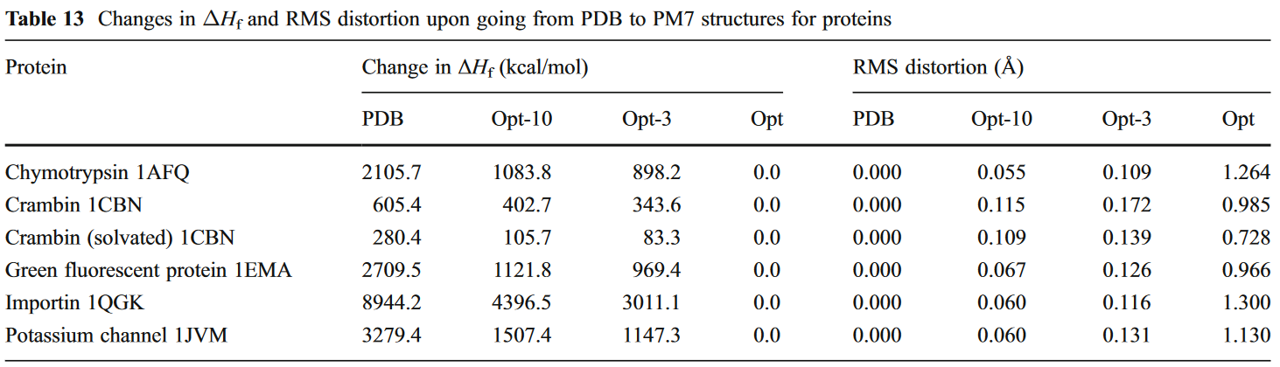 Table 13 Changes in ΔHf and RMS distortion upon going from PDB to PM7 structures for proteins
Protein Change in ΔHf (kcal/mol) RMS distortion (Å)
PDB Opt-10 Opt-3 Opt PDB Opt-10 Opt-3 Opt
Chymotrypsin 1AFQ 2105.7 1083.8 898.2 0.0 0.000 0.055 0.109 1.264
Crambin 1CBN 605.4 402.7 343.6 0.0 0.000 0.115 0.172 0.985
Crambin (solvated) 1CBN 280.4 105.7 83.3 0.0 0.000 0.109 0.139 0.728
Green fluorescent protein 1EMA 2709.5 1121.8 969.4 0.0 0.000 0.067 0.126 0.966
Importin 1QGK 8944.2 4396.5 3011.1 0.0 0.000 0.060 0.116 1.300
Potassium channel 1JVM 3279.4 1507.4 1147.3 0.0 0.000 0.060 0.131 1.130